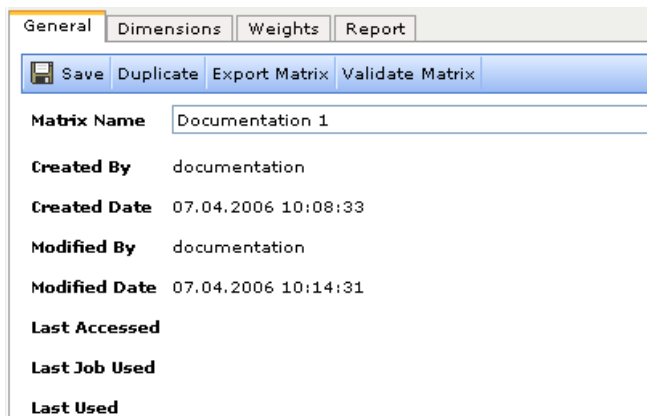 General Dimensions Weights Report
Save Duplicate Export Matrix Validate Matrix
Matrix Name Documentation 1
Created By documentation
Created Date 07.04.2006 10:08:33
Modified By documentation
Modified Date 07.04.2006 10:14:31
Last Accessed
Last Job Used
Last Used